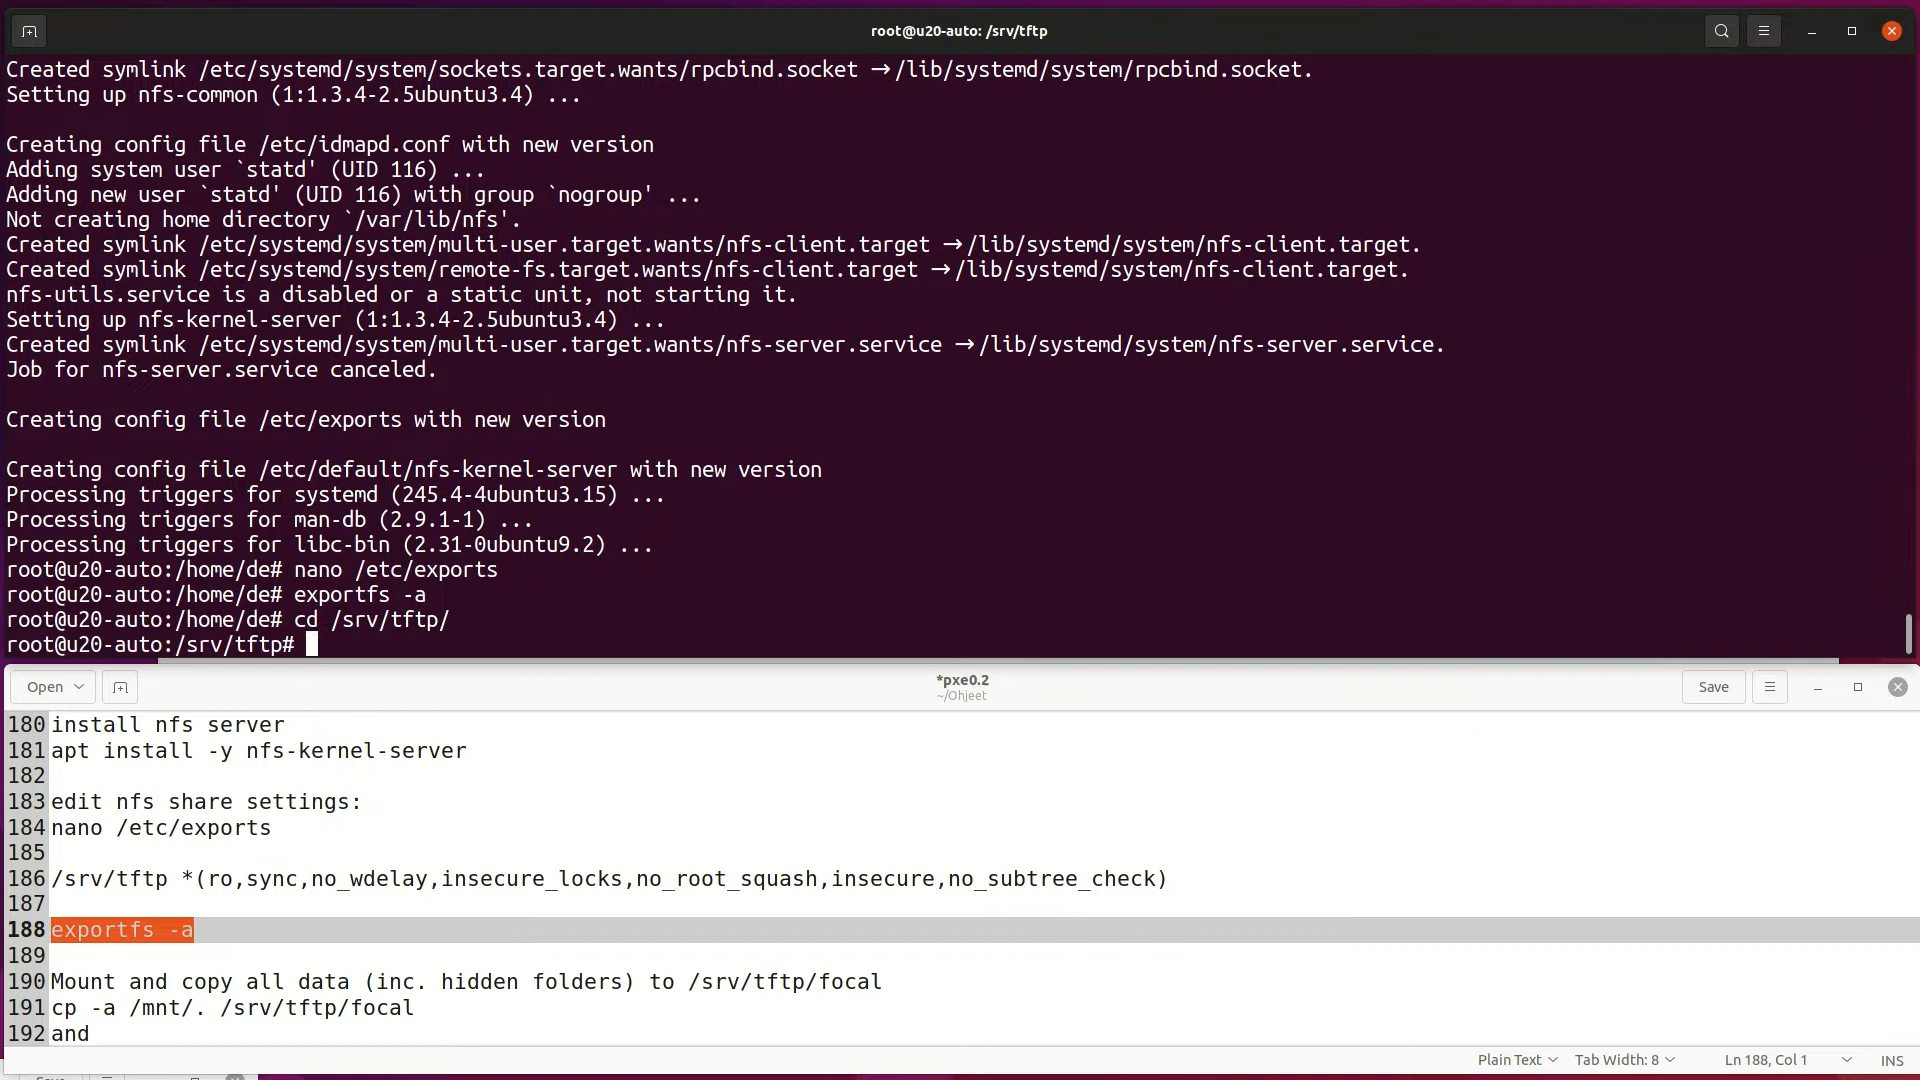 root@u20-auto: /srv/tftp
Created symlink /etc/systemd/system/sockets.target.wants/rpcbind.socket → /lib/systemd/system/rpcbind.socket.
Setting up nfs-common (1:1.3.4-2.5ubuntu3.4) ...
Creating config file /etc/idmapd.conf with new version
Adding system user `statd' (UID 116) ...
Adding new user `statd' (UID 116) with group `nogroup' ...
Not creating home directory `/var/lib/nfs'.
Created symlink /etc/systemd/system/multi-user.target.wants/nfs-client.target → /lib/systemd/system/nfs-client.target.
Created symlink /etc/systemd/system/remote-fs.target.wants/nfs-client.target → /lib/systemd/system/nfs-client.target.
nfs-utils.service is a disabled or a static unit, not starting it.
Setting up nfs-kernel-server (1:1.3.4-2.5ubuntu3.4) ...
Created symlink /etc/systemd/system/multi-user.target.wants/nfs-server.service → /lib/systemd/system/nfs-server.service.
Job for nfs-server.service canceled.
Creating config file /etc/exports with new version
Creating config file /etc/default/nfs-kernel-server with new version
Processing triggers for systemd (245.4-4ubuntu3.15) ...
Processing triggers for man-db (2.9.1-1) ...
Processing triggers for libc-bin (2.31-0ubuntu9.2) ...
root@u20-auto:/home/de# nano /etc/exports
root@u20-auto:/home/de# exportfs -a
root@u20-auto:/home/de# cd /srv/tftp/
root@u20-auto:/srv/tftp#
Open *pxe0.2 Save
~/Ohjeet
180 install nfs server
181 apt install -y nfs-kernel-server
182
183 edit nfs share settings:
184 nano /etc/exports
185
186 /srv/tftp *(ro,sync,no_wdelay,insecure_locks,no_root_squash,insecure,no_subtree_check)
187
188 exportfs -a
189
190 Mount and copy all data (inc. hidden folders) to /srv/tftp/focal
191 cp -a /mnt/. /srv/tftp/focal
192 and
Plain Text Tab Width: 8 Ln 188, Col 1 INS